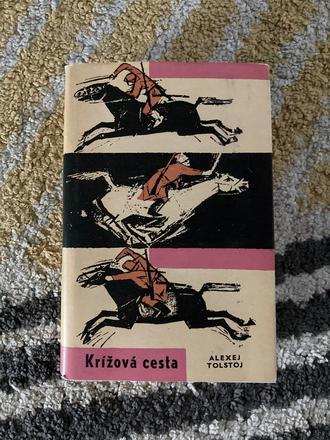 Krížová cesta
ALEXEJ
TOLSTOJ